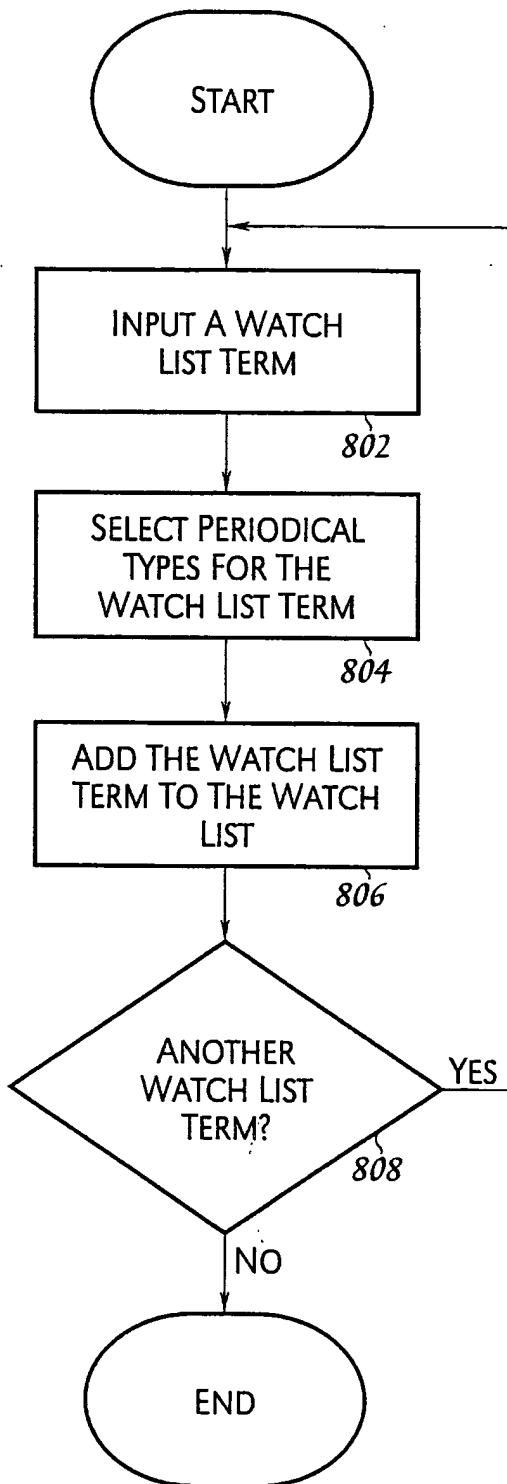 START
INPUT A WATCH
LIST TERM
802
SELECT PERIODICAL
TYPES FOR THE
WATCH LIST TERM
804
ADD THE WATCH LIST
TERM TO THE WATCH
LIST
806
ANOTHER
WATCH LIST
TERM?
YES
808
NO
END